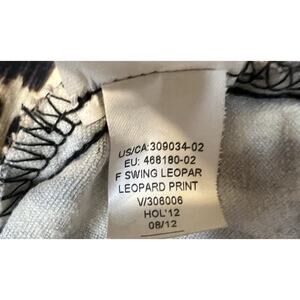 US/CA:309034-02
EU: 468180-02
F SWING LEOPAR
LEOPARD PRINT
V/306006
HOL'12
08/12